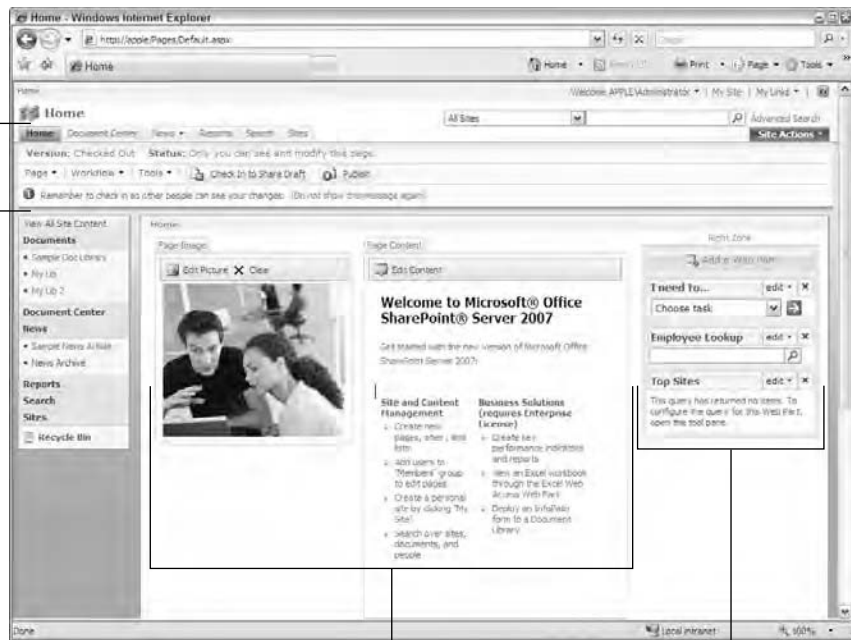 Home - Windows Internet Explorer
http://apple/Pages/Default.aspx
Home
Home Print Page Tools
Home
Welcome APPLE\Administrator | My Site | My Links
Home
All Sites
Advanced Search
Home Document Center News Reports Search Sites
Site Actions
Version: Checked Out Status: Only you can see and modify this page.
Page Workflow Tools Check In to Share Draft Publish
Remember to check in so other people can see your changes. (Do not show this message again)
View All Site Content
Documents
Sample Doc Library
My Lib
My Lib 2
Document Center
News
Sample News Article
News Archive
Reports
Search
Sites
Recycle Bin
Home
Page Image
Edit Picture Clear
Page Content
Edit Content
Welcome to Microsoft® Office
SharePoint® Server 2007
Get started with the new version of Microsoft Office
SharePoint Server 2007:
Site and Content
Management
Create new
pages, sites, and
lists
Add users to
'Members' group
to edit pages
Create a personal
site by clicking 'My
Site'
Search over sites,
documents, and
people
Business Solutions
(requires Enterprise
License)
Create key
performance indicators
and reports
View an Excel workbook
through the Excel Web
Access Web Part
Deploy an InfoPath
form to a Document
Library
Right Zone
Add a Web Part
I need to... edit
Choose task
Employee Lookup edit
Top Sites edit
This query has returned no items. To
configure the query for this Web Part,
open the tool pane.
Done
Local intranet
100%